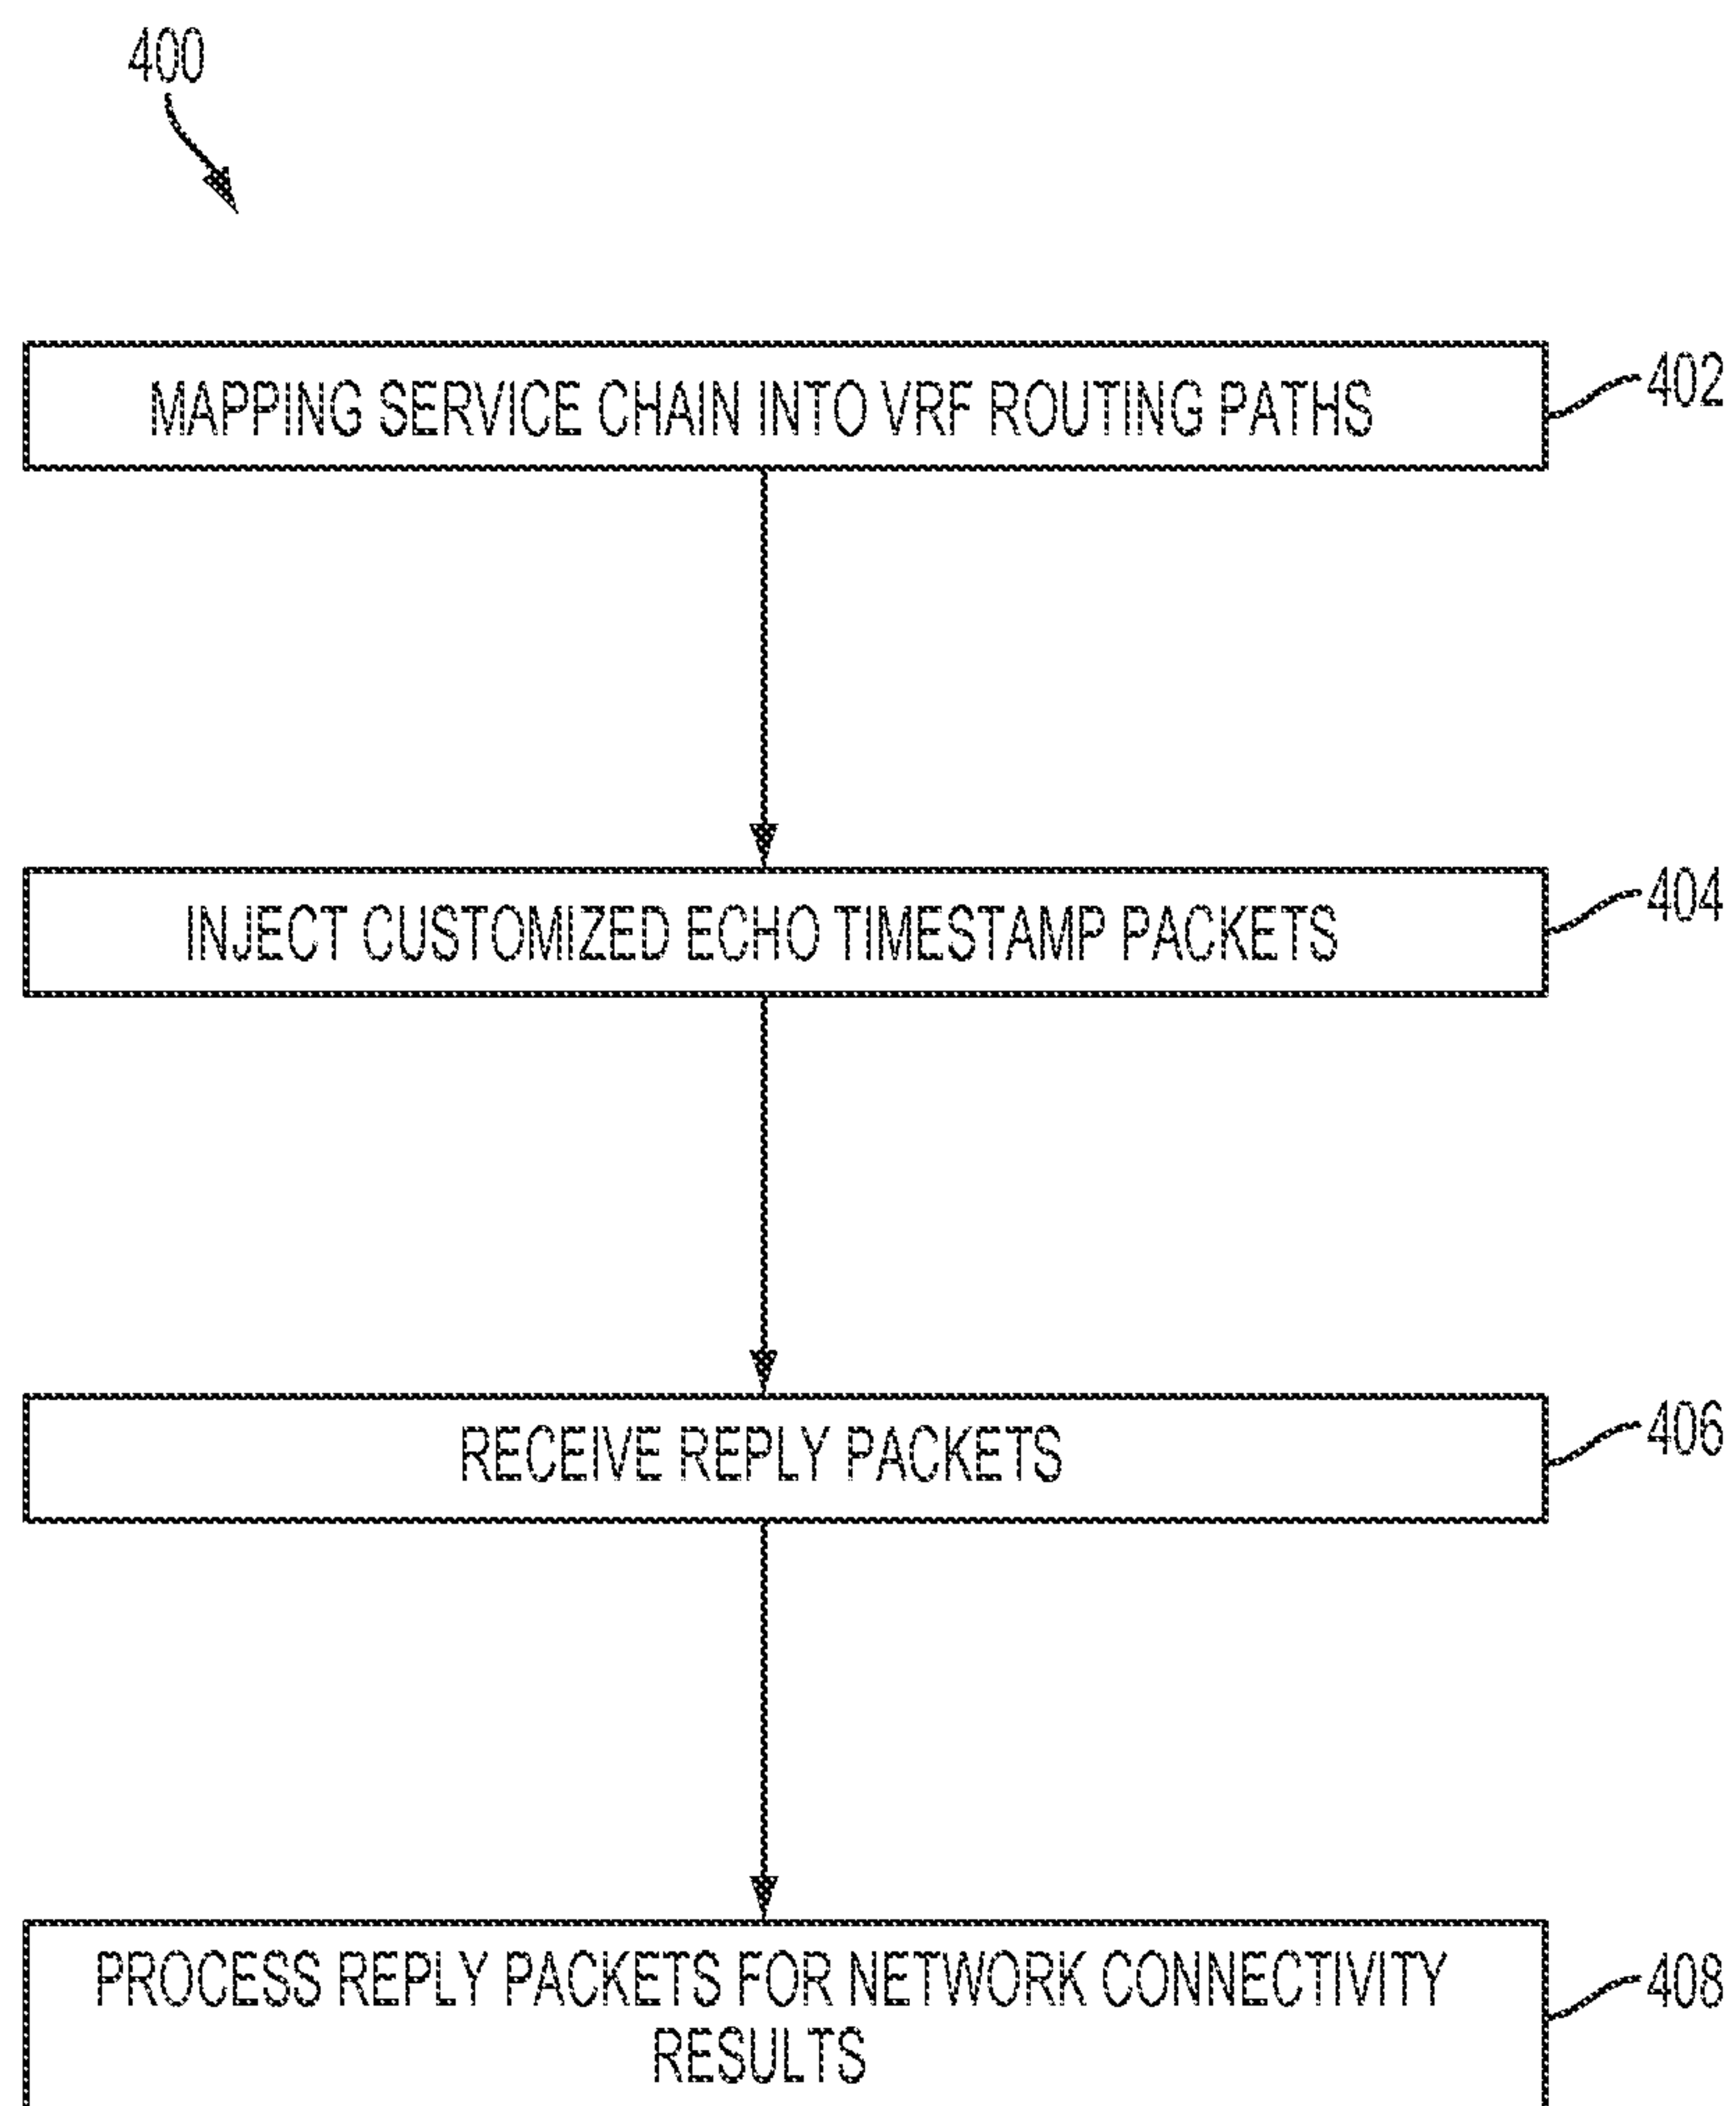 400
MAPPING SERVICE CHAIN INTO VRF ROUTING PATHS
402
INJECT CUSTOMIZED ECHO TIMESTAMP PACKETS
404
RECEIVE REPLY PACKETS
406
PROCESS REPLY PACKETS FOR NETWORK CONNECTIVITY
RESULTS
408